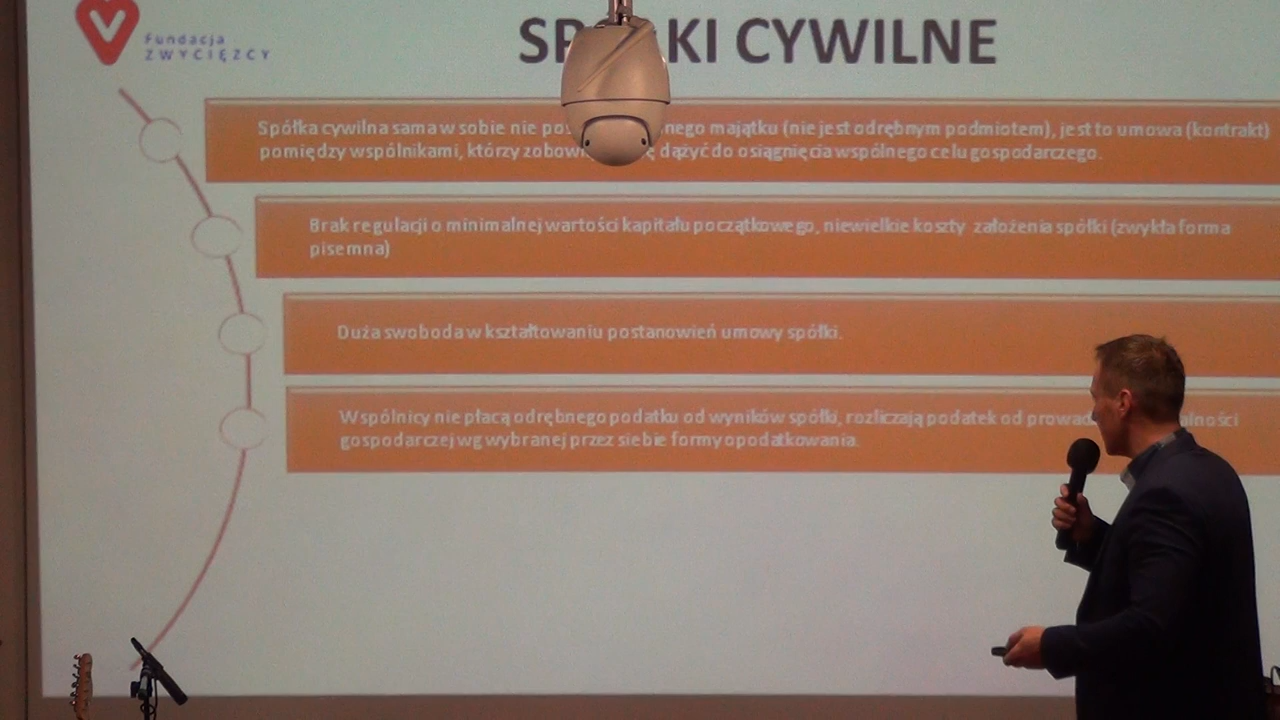 Fundacja
ZWYCIĘZCY
KI CYWILNE
Spółka cywilna sama w sobie nie majątku (nie jest odrębnym podmiotem), jest to umowa (kontrakt)
pomiędzy wspólnikami, którzy dążyć do osiągnięcia wspólnego celu gospodarczego.
Brak regulacji o minimalnej wartości kapitału początkowego, niewielkie koszty założenia spółki (zwykła forma
pisemna)
Duża swoboda w kształtowaniu postanowień umowy spółki.
Wspólnicy nie płacą odrębnego podatku od wyników spółki, rozliczają podatek od
gospodarczej wg wybranej przez siebie formy opodatkowania.